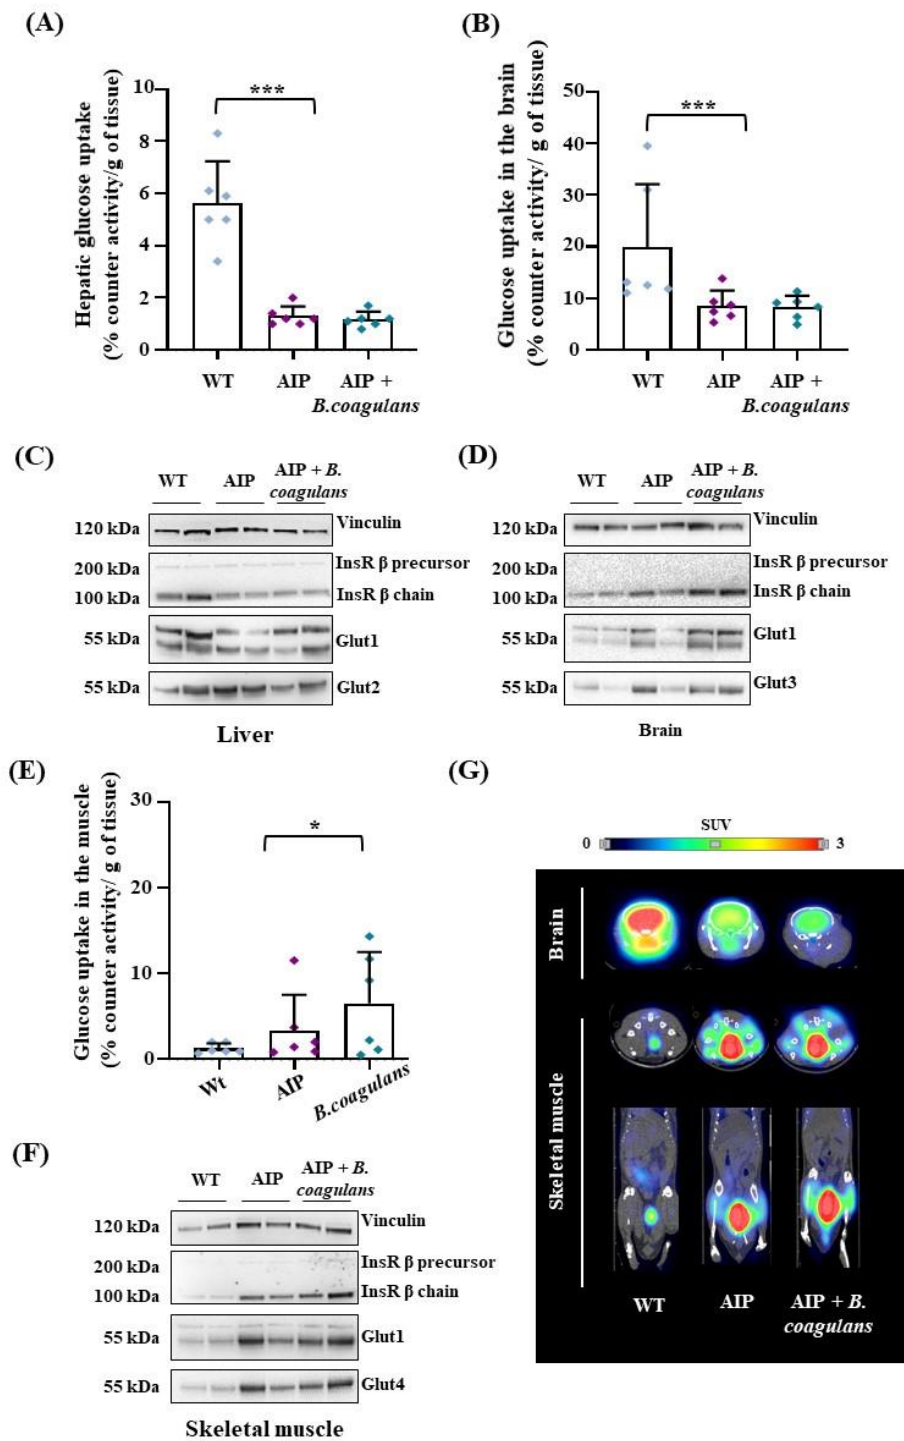 (A)
Hepatic glucose uptake
(% counter activity/g of tissue)
10
8
6
4
2
0
***
WT
AIP
AIP +
B.coagulans
(B)
Glucose uptake in the brain
(% counter activity/ g of tissue)
50
40
30
20
10
0
***
WT
AIP
AIP +
B.coagulans
(C)
WT
AIP
AIP + B.
coagulans
120 kDa
Vinculin
200 kDa
InsR β precursor
100 kDa
InsR β chain
55 kDa
Glut1
55 kDa
Glut2
Liver
(D)
WT
AIP
AIP + B.
coagulans
120 kDa
Vinculin
200 kDa
InsR β precursor
100 kDa
InsR β chain
55 kDa
Glut1
55 kDa
Glut3
Brain
(E)
Glucose uptake in the muscle
(% counter activity/ g of tissue)
30
20
10
0
*
Wt
AIP
B.coagulans
(F)
WT
AIP
AIP + B.
coagulans
120 kDa
Vinculin
200 kDa
InsR β precursor
100 kDa
InsR β chain
55 kDa
Glut1
55 kDa
Glut4
Skeletal muscle
(G)
SUV
0
3
Brain
Skeletal muscle
WT
AIP
AIP + B.
coagulans